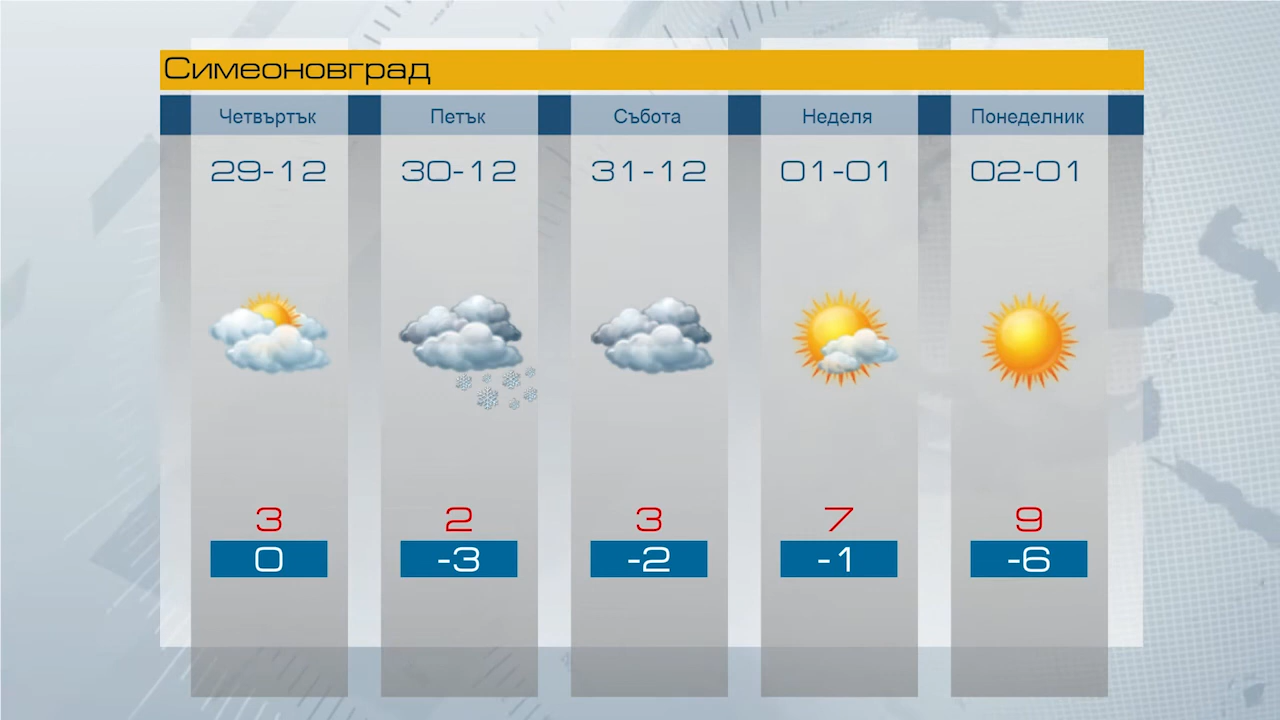 Симеоновград
Четвъртък Петък Събота Неделя Понеделник
29-12 30-12 31-12 01-01 02-01
3 2 3 7 9
0 -3 -2 -1 -6